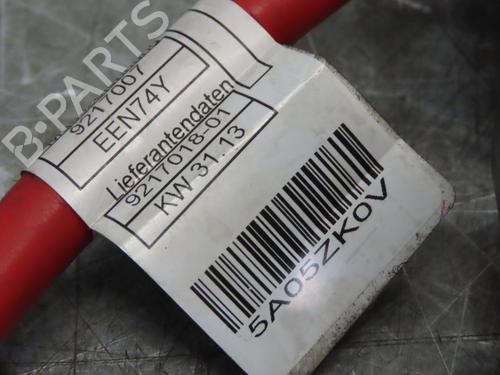 B-PARTS
9217007
EEN74Y
Lieferantendaten
9217018-01
KW 31.13
5A05ZK0V